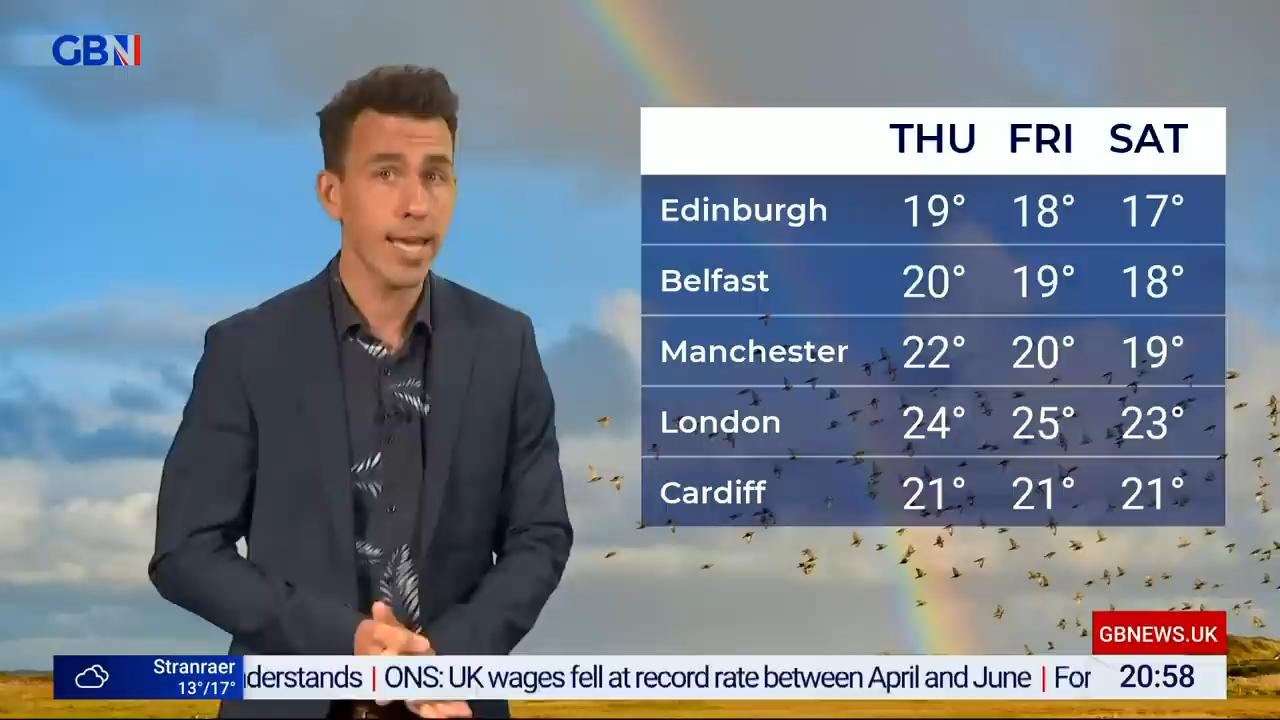 GBN
THU FRI SAT
Edinburgh 19° 18° 17°
Belfast 20° 19° 18°
Manchester 22° 20° 19°
London 24° 25° 23°
Cardiff 21° 21° 21°
GBNEWS.UK
Stranraer
13°/17°
derstands | ONS: UK wages fell at record rate between April and June | For
20:58